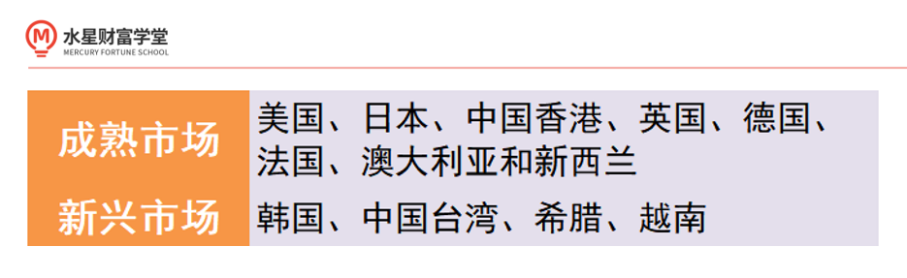 水星财富学堂
MERCURY FORTUNE SCHOOL
成熟市场
美国、日本、中国香港、英国、德国、
法国、澳大利亚和新西兰
新兴市场
韩国、中国台湾、希腊、越南